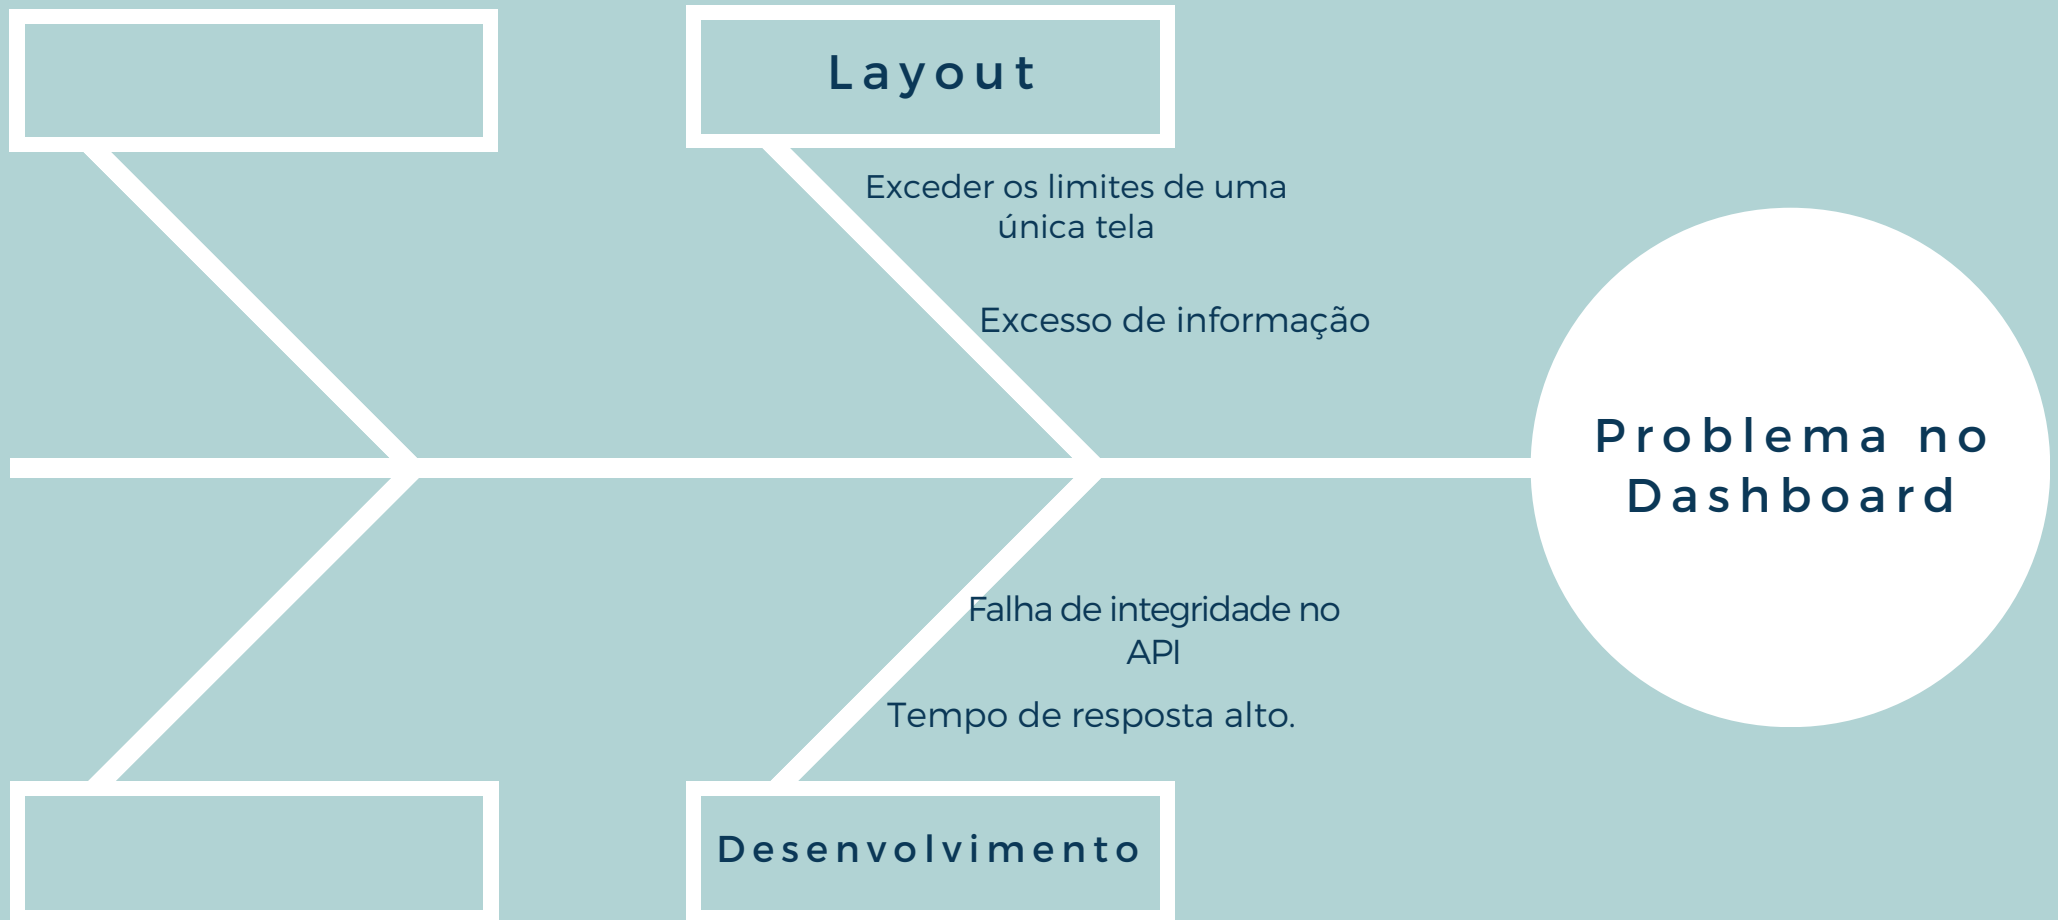 Layout
Exceder os limites de uma
única tela
Excesso de informação
Problema no
Dashboard
Falha de integridade no
API
Tempo de resposta alto.
Desenvolvimento